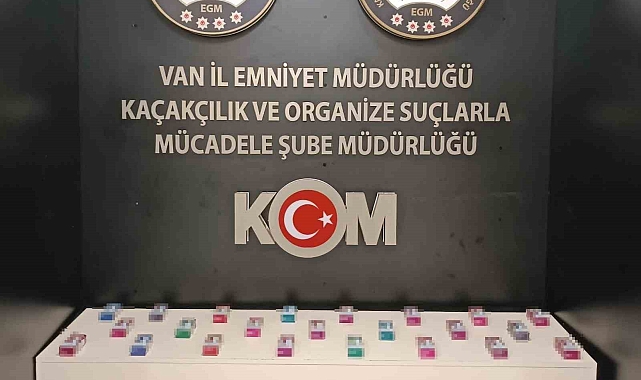 EGM
EGM
VAN İL EMNİYET MÜDÜRLÜĞÜ
KAÇAKÇILIK VE ORGANİZE SUÇLARLA
MÜCADELE ŞUBE MÜDÜRLÜĞÜ
KOM